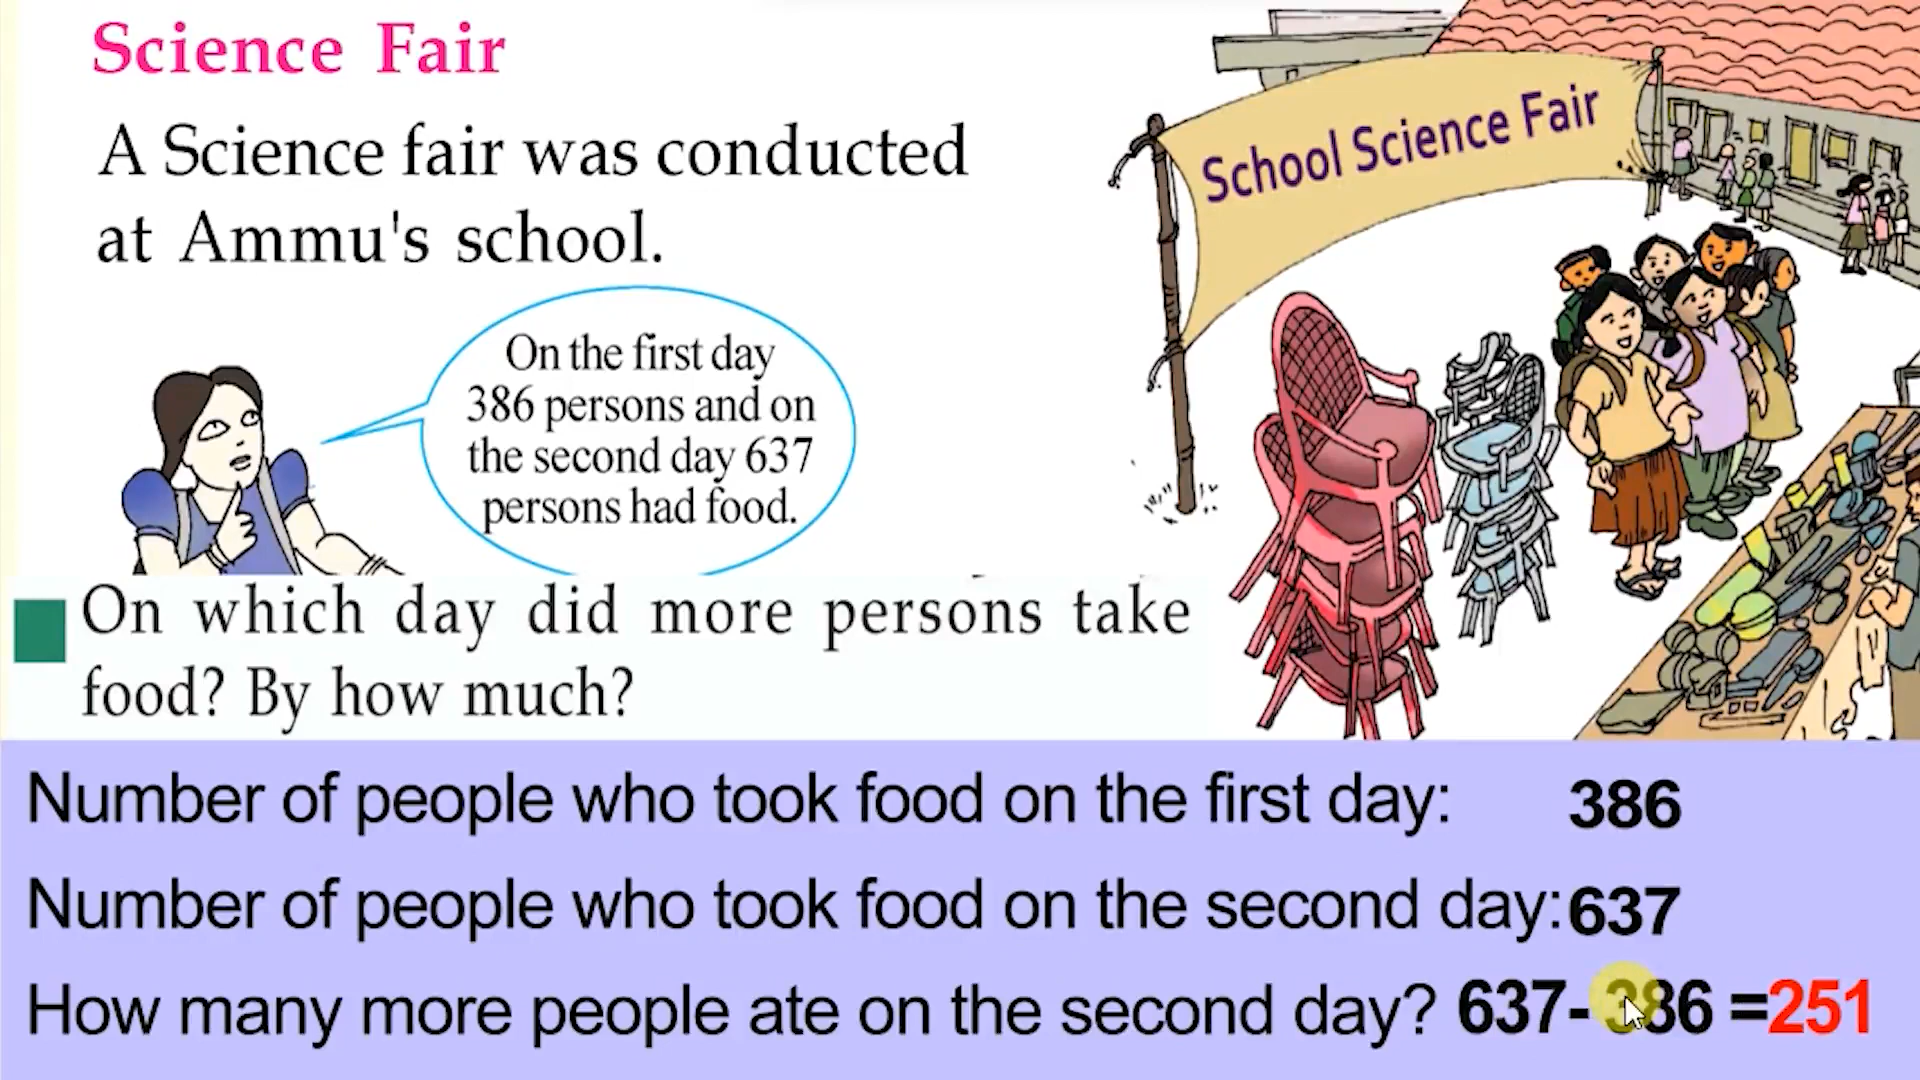 Science Fair
A Science fair was conducted
at Ammu's school.
School Science Fair
On the first day
386 persons and on
the second day 637
persons had food.
On which day did more persons take
food? By how much?
Number of people who took food on the first day: 386
Number of people who took food on the second day: 637
How many more people ate on the second day? 637- 386 =251